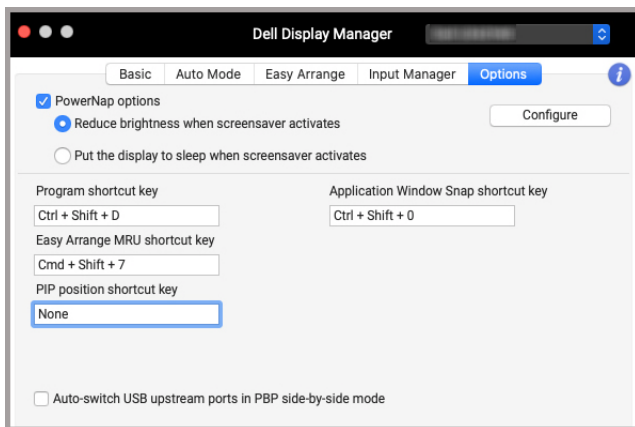 Dell Display Manager
Basic Auto Mode Easy Arrange Input Manager Options i
PowerNap options
Configure
Reduce brightness when screensaver activates
Put the display to sleep when screensaver activates
Program shortcut key
Application Window Snap shortcut key
Ctrl + Shift + D
Ctrl + Shift + 0
Easy Arrange MRU shortcut key
Cmd + Shift + 7
PIP position shortcut key
None
Auto-switch USB upstream ports in PBP side-by-side mode